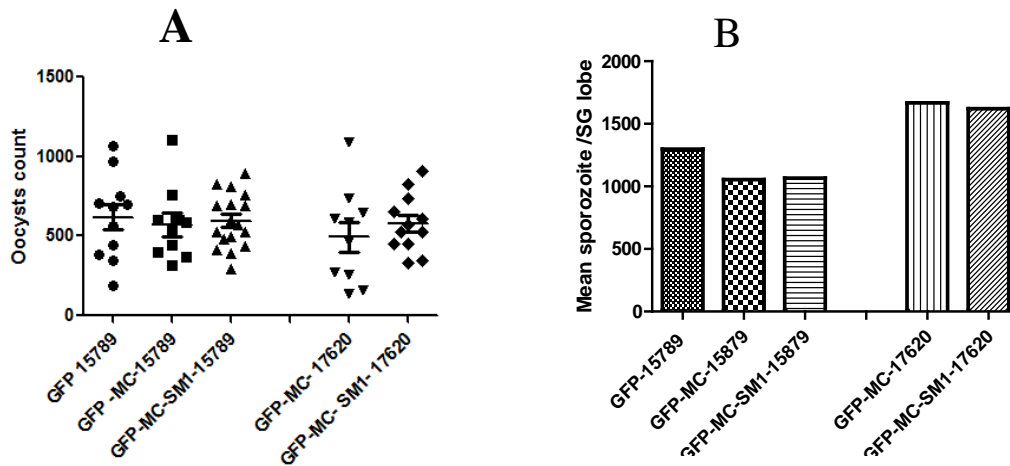 A
Oocysts count
1500
1000
500
0
GFP 15789
GFP -MC-15789
GFP-MC-SM1-15789
GFP-MC- 17620
GFP-MC- SM1- 17620
B
Mean sporozoite /SG lobe
2000
1500
1000
500
0
GFP-15789
GFP-MC-15879
GFP-MC-SM1-15879
GFP-MC-17620
GFP-MC-SM1-17620